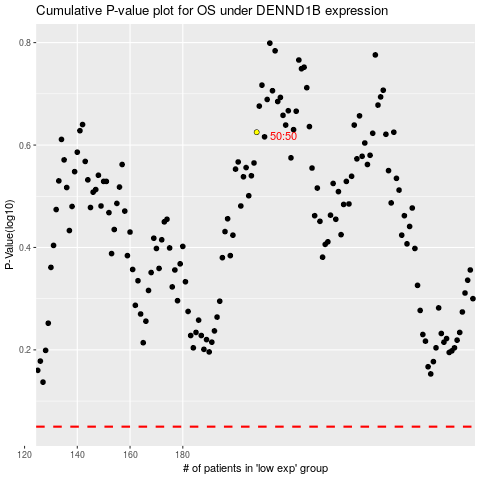 Cumulative P-value plot for OS under DENND1B expression
P-Value(log10)
0.8
0.6
0.4
0.2
50:50
120 140 160 180
# of patients in 'low exp' group